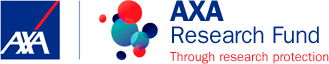 AXA
AXA
Research Fund
Through research protection